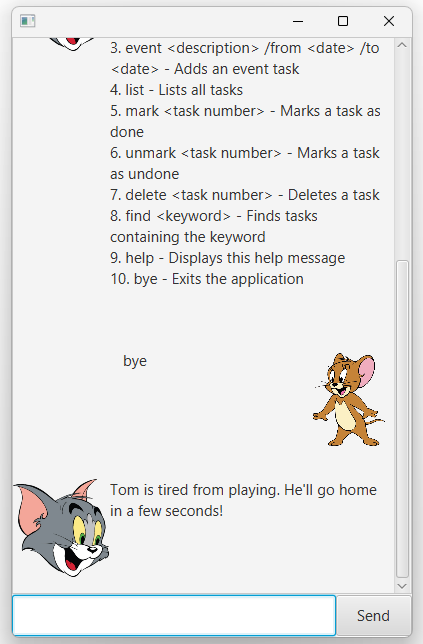 3. event <description> /from <date> /to
<date> - Adds an event task
4. list - Lists all tasks
5. mark <task number> - Marks a task as
done
6. unmark <task number> - Marks a task
as undone
7. delete <task number> - Deletes a task
8. find <keyword> - Finds tasks
containing the keyword
9. help - Displays this help message
10. bye - Exits the application
bye
Tom is tired from playing. He'll go home
in a few seconds!
Send